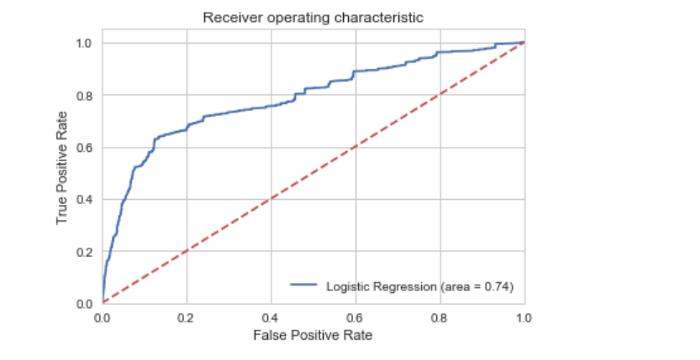 Receiver operating characteristic
1.0
0.8
0.6
0.4
0.2
0.0
True Positive Rate
Logistic Regression (area = 0.74)
0.0 0.2 0.4 0.6 0.8 1.0
False Positive Rate